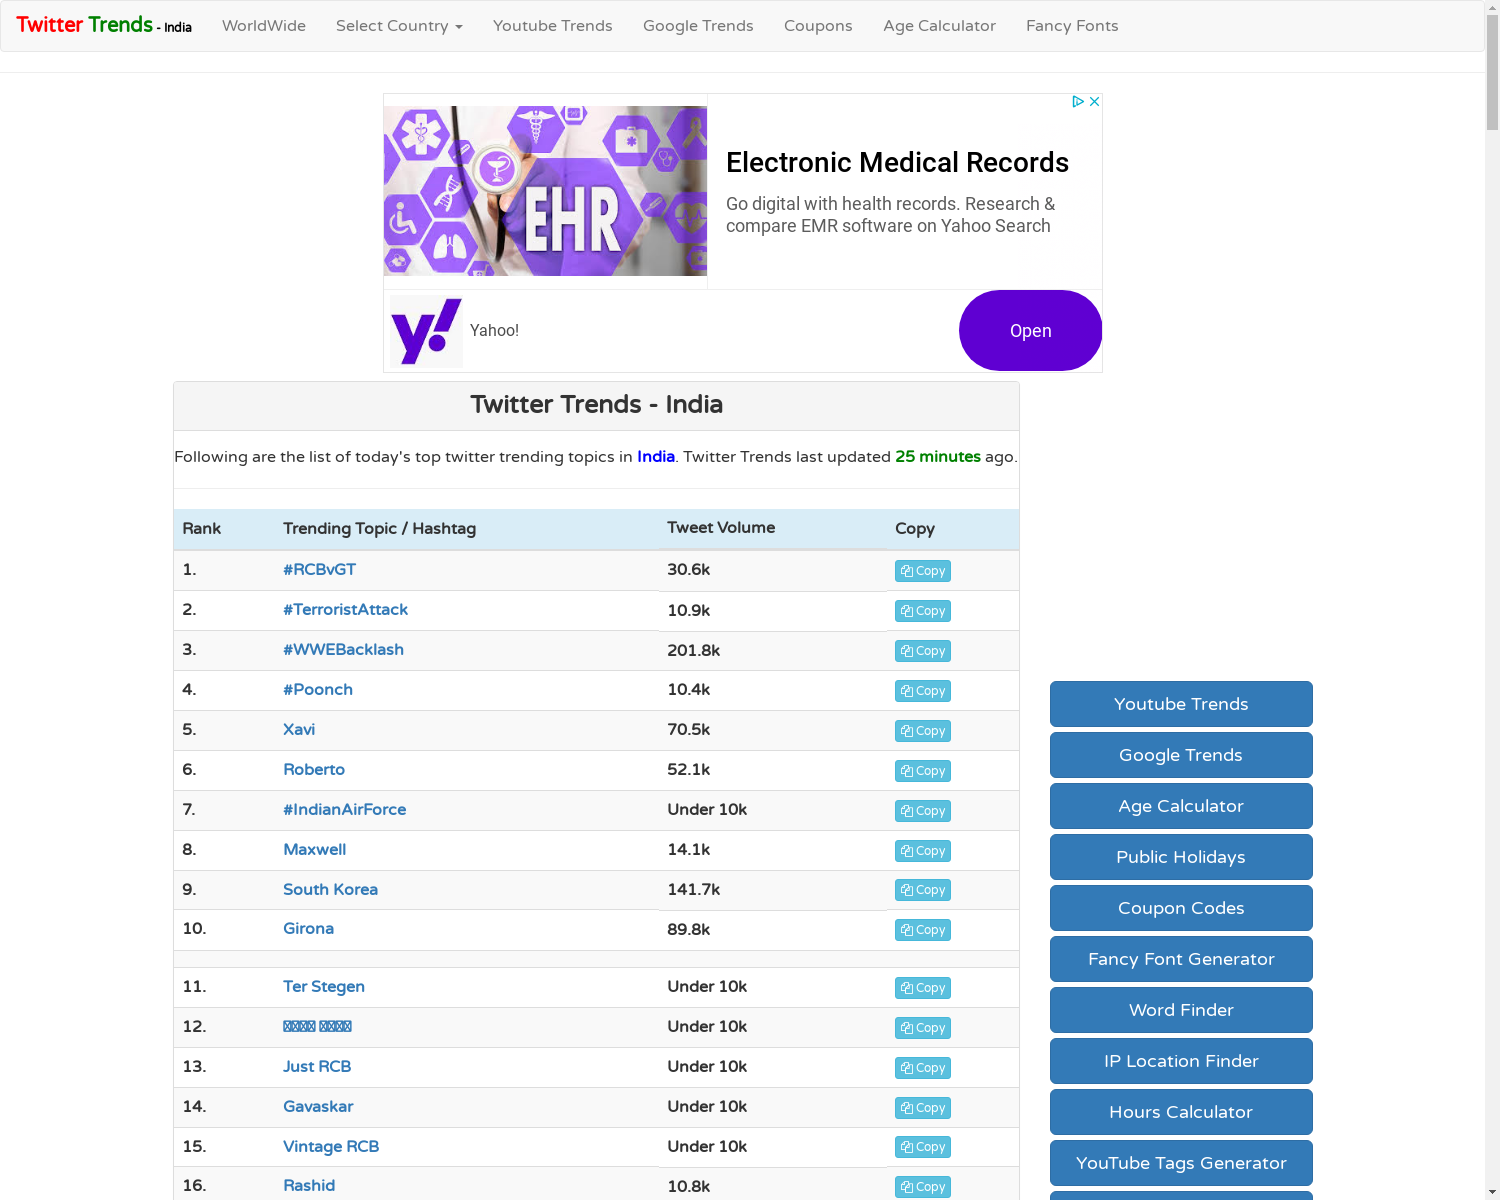 Twitter Trends - India WorldWide Select Country Youtube Trends Google Trends Coupons Age Calculator Fancy Fonts
EHR
Electronic Medical Records
Go digital with health records. Research &
compare EMR software on Yahoo Search
y!
Yahoo!
Open
Twitter Trends - India
Following are the list of today's top twitter trending topics in India. Twitter Trends last updated 25 minutes ago.
Rank Trending Topic / Hashtag Tweet Volume Copy
1. #RCBvGT 30.6k Copy
2. #TerroristAttack 10.9k Copy
3. #WWEBacklash 201.8k Copy
4. #Poonch 10.4k Copy
5. Xavi 70.5k Copy
6. Roberto 52.1k Copy
7. #IndianAirForce Under 10k Copy
8. Maxwell 14.1k Copy
9. South Korea 141.7k Copy
10. Girona 89.8k Copy
11. Ter Stegen Under 10k Copy
12. Under 10k Copy
13. Just RCB Under 10k Copy
14. Gavaskar Under 10k Copy
15. Vintage RCB Under 10k Copy
16. Rashid 10.8k Copy
Youtube Trends
Google Trends
Age Calculator
Public Holidays
Coupon Codes
Fancy Font Generator
Word Finder
IP Location Finder
Hours Calculator
YouTube Tags Generator